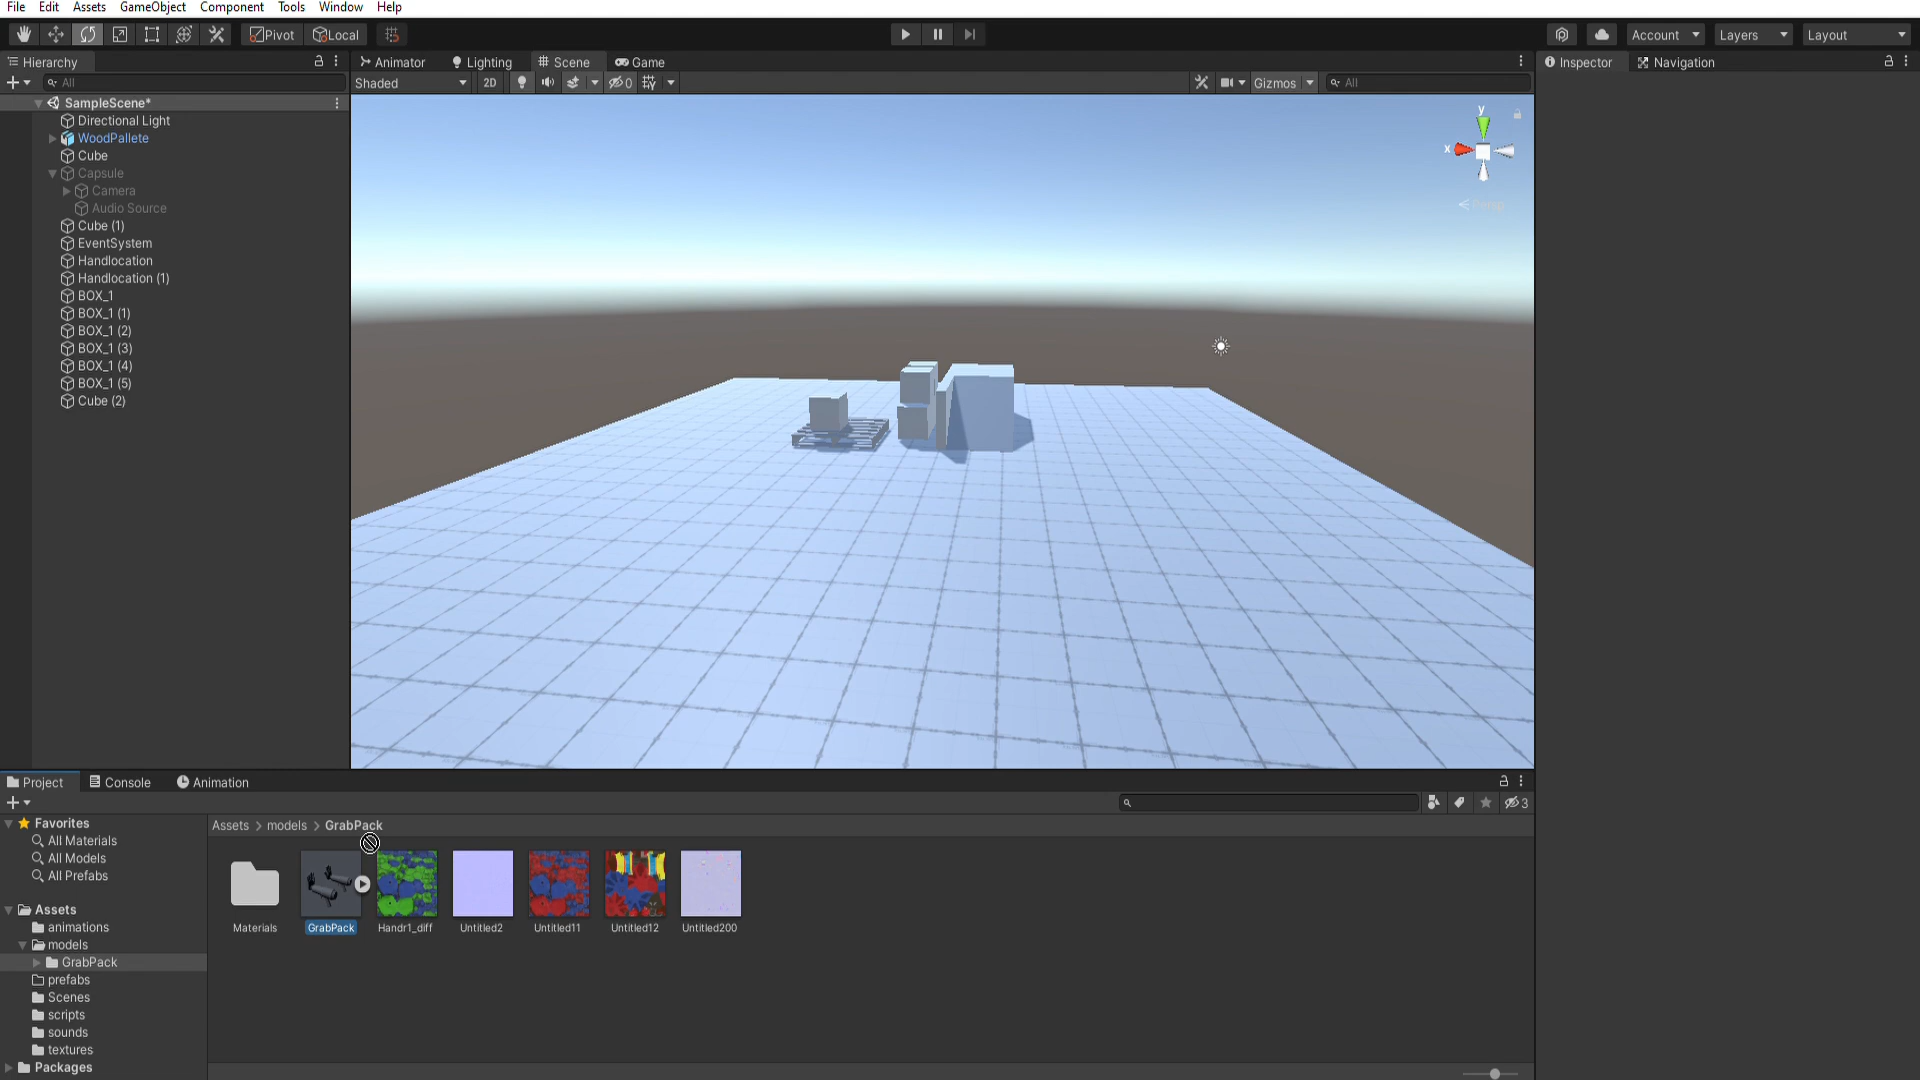 File Edit Assets GameObject Component Tools Jobs Window Help
Pivot Local Account Layers Layout
Hierarchy Animator Lighting Scene Game Inspector Navigation
All Shaded 2D 0 Gizmos All
SampleScene*
Directional Light
WoodPallete
Cube
Capsule
Camera
Audio Source
Cube (1)
EventSystem
Handlocation
Handlocation (1)
BOX_1
BOX_1 (1)
BOX_1 (2)
BOX_1 (3)
BOX_1 (4)
BOX_1 (5)
Cube (2)
y
x
Persp
Project Console Animation
3
Favorites
All Materials
All Models
All Prefabs
Assets
animations
models
GrabPack
prefabs
Scenes
scripts
sounds
textures
Packages
Assets > models > GrabPack
Materials GrabPack Handr1_diff Untitled2 Untitled11 Untitled12 Untitled200